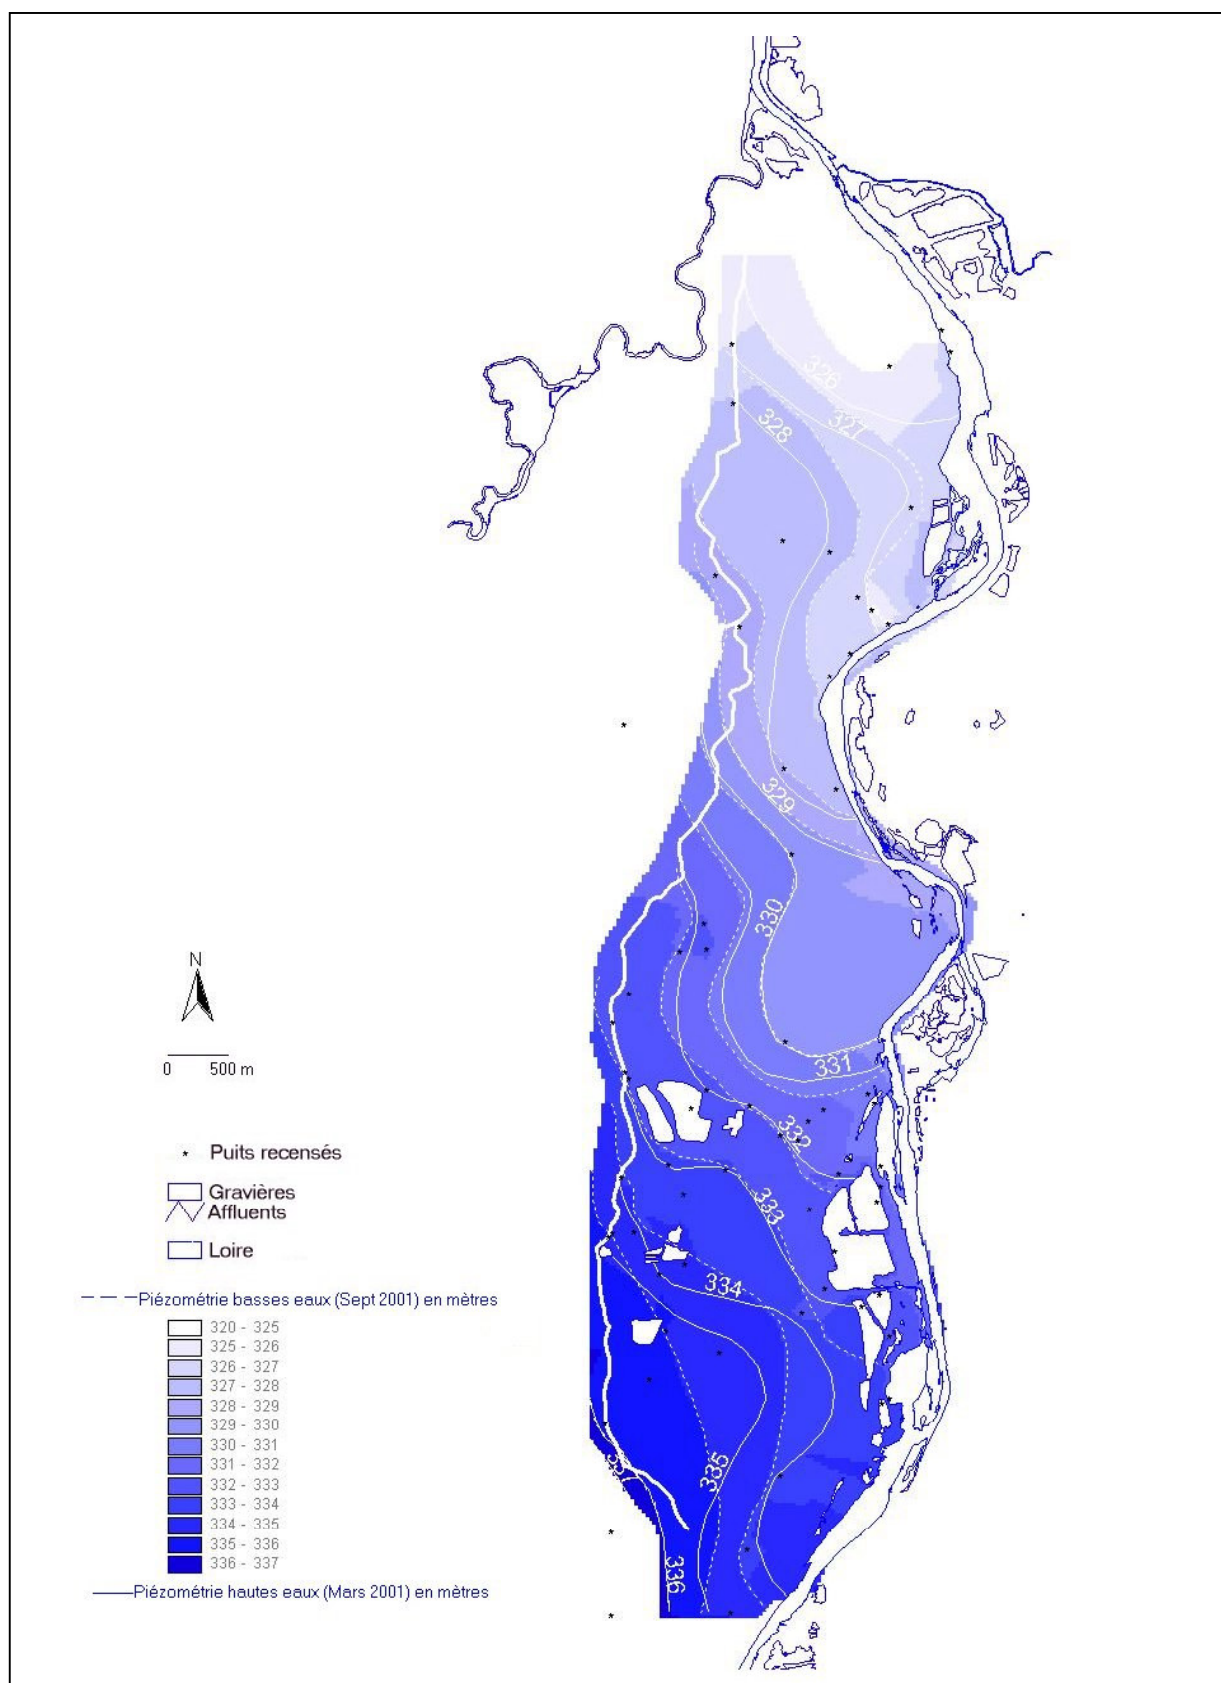 326
327
328
329
330
N
0 500 m
331
Puits recensés
332
Gravières
Affluents
333
Loire
334
Piézométrie basses eaux (Sept 2001) en mètres
320 - 325
325 - 326
326 - 327
327 - 328
328 - 329
329 - 330
330 - 331
331 - 332
332 - 333
333 - 334
334 - 335
335 - 336
336 - 337
335
336
Piézométrie hautes eaux (Mars 2001) en mètres